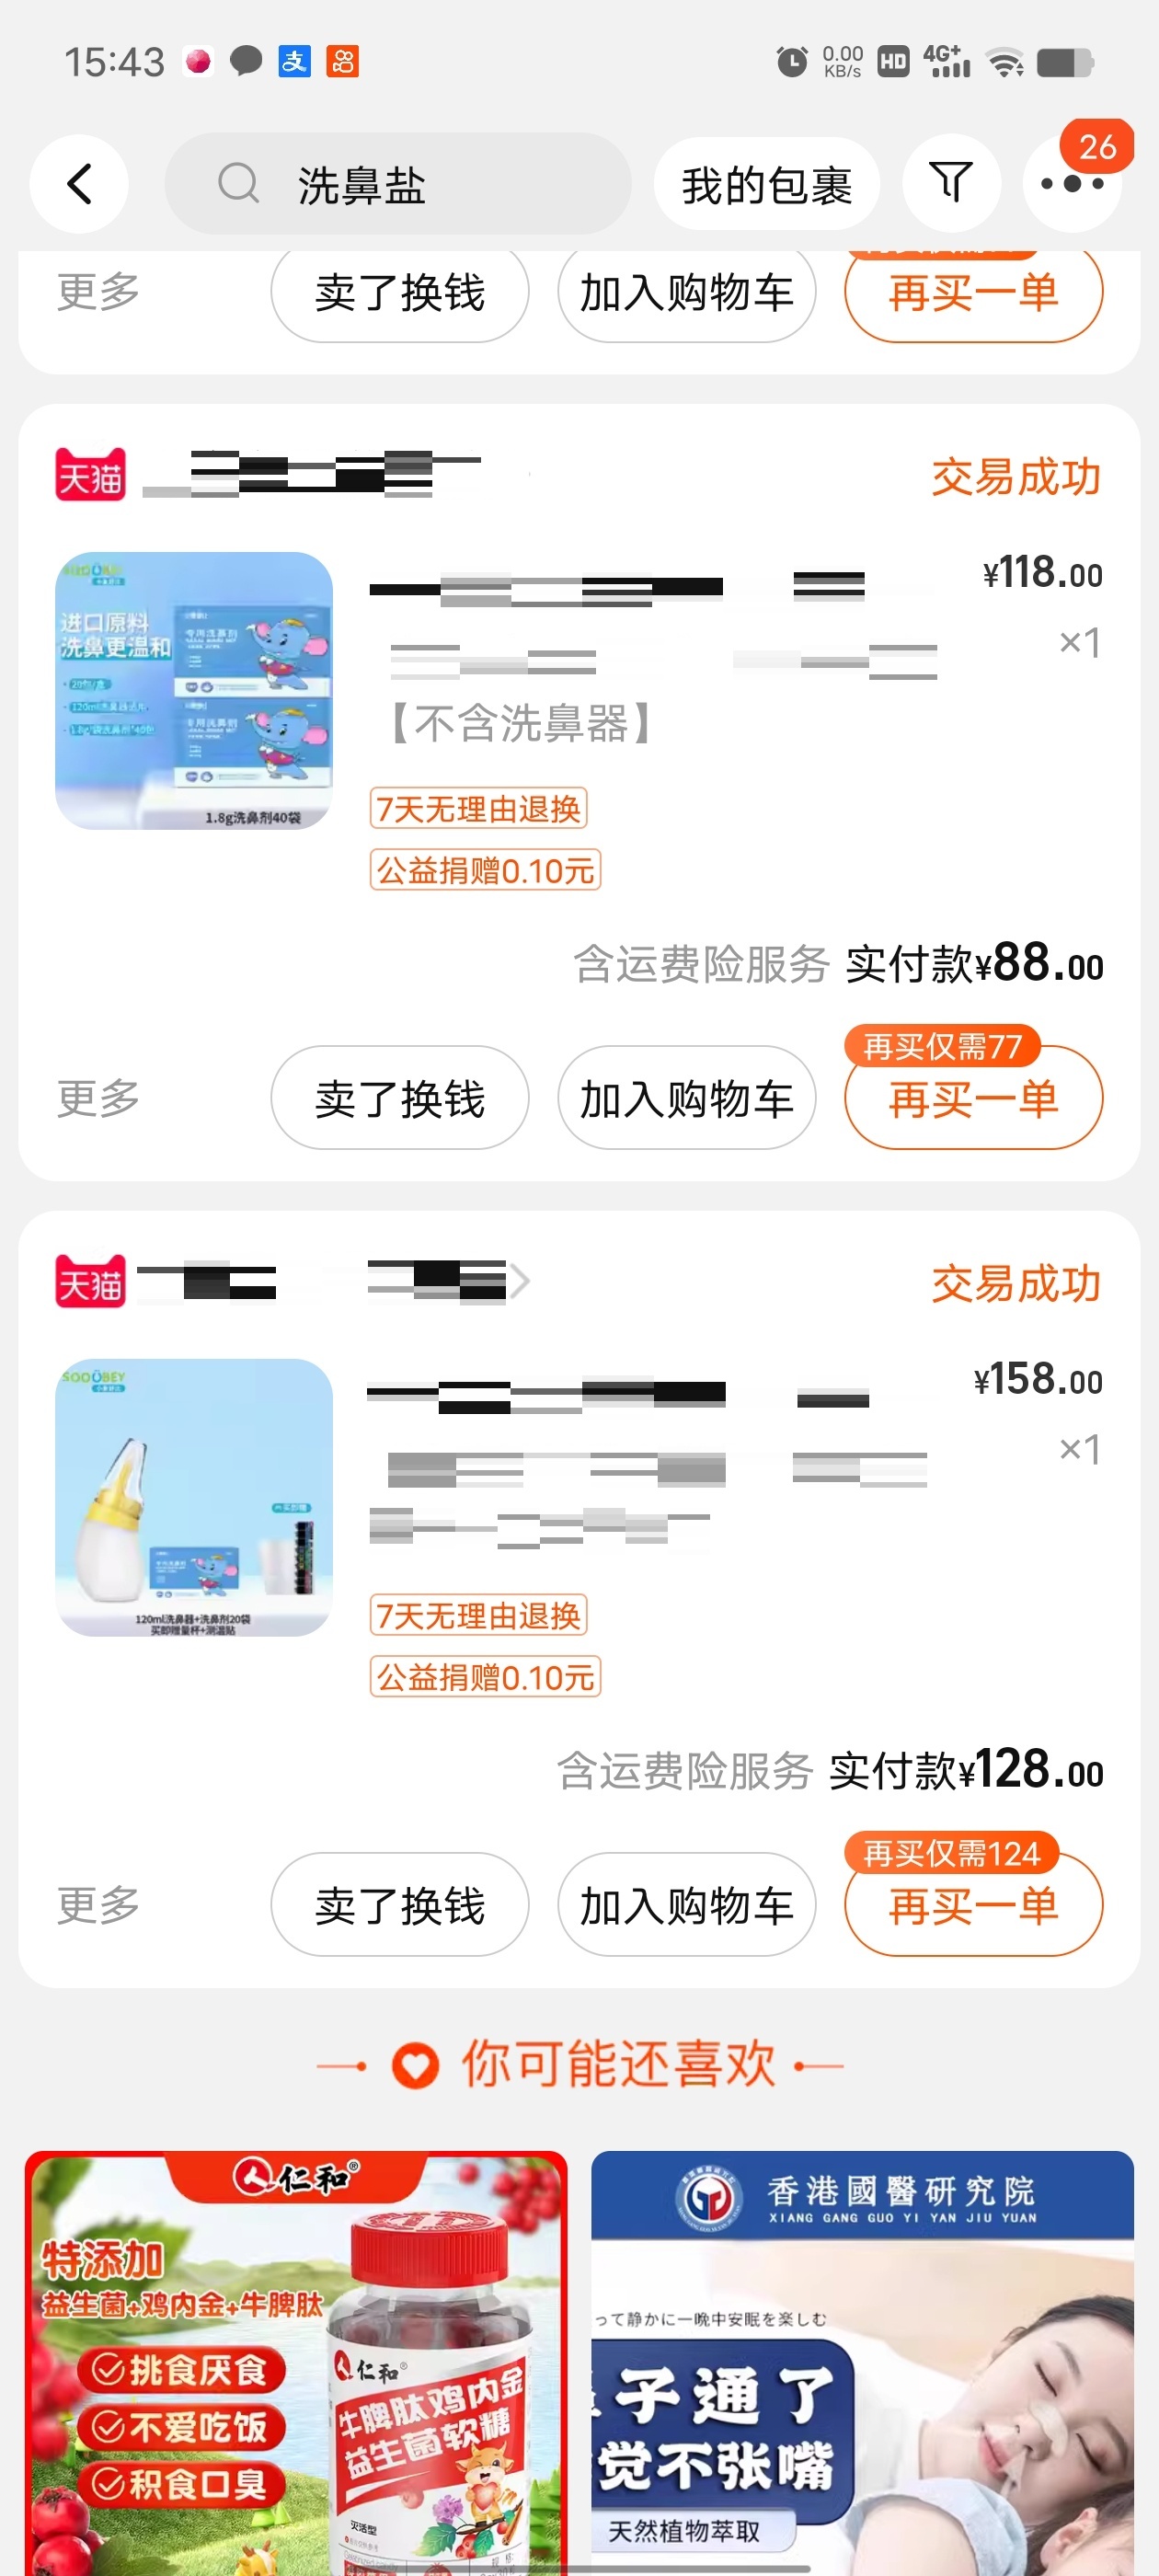 15:43
支
0.00
KB/s
HD
4G+
洗鼻盐
我的包裹
26
更多
卖了换钱
加入购物车
再买一单
天猫
交易成功
进口原料
洗鼻更温和
专用洗鼻剂
专用洗鼻剂
1.8g洗鼻剂40袋
¥118.00
×1
【不含洗鼻器】
7天无理由退换
公益捐赠0.10元
含运费险服务 实付款¥88.00
再买仅需77
更多
卖了换钱
加入购物车
再买一单
天猫
交易成功
SOOOBEY
120ml洗鼻器+洗鼻剂20袋
买即赠量杯+测温贴
¥158.00
×1
7天无理由退换
公益捐赠0.10元
含运费险服务 实付款¥128.00
再买仅需124
更多
卖了换钱
加入购物车
再买一单
你可能还喜欢
仁和®
特添加
益生菌+鸡内金+牛脾肽
挑食厌食
不爱吃饭
积食口臭
仁和®
牛脾肽鸡内金
益生菌软糖
灭活型
香港國醫研究院
XIANG GANG GUO YI YAN JIU YUAN
って静かに一晩中安眠を楽しむ
子通了
觉不张嘴
天然植物萃取